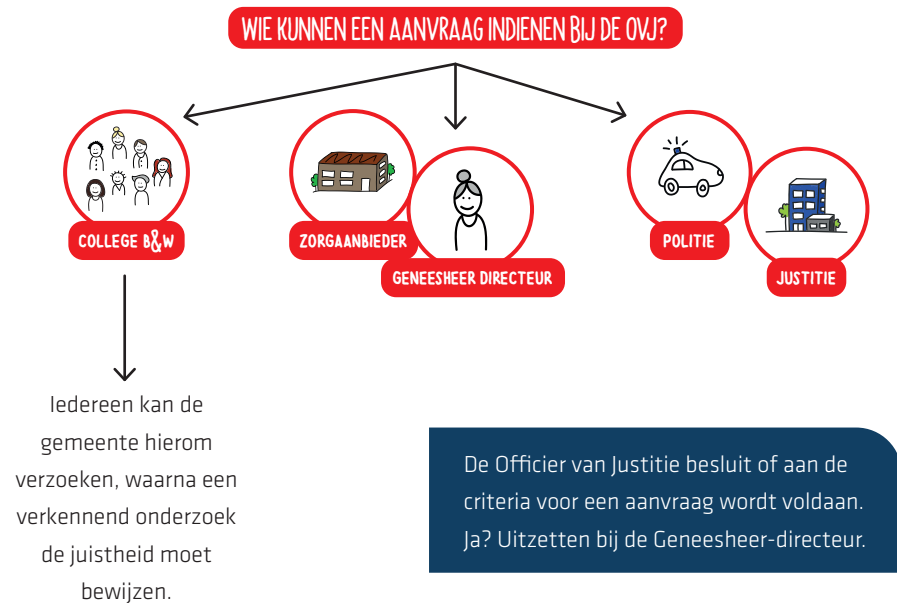 WIE KUNNEN EEN AANVRAAG INDIENEN BIJ DE OVJ?
COLLEGE B&W
ZORGAANBIEDER
GENEESHEER DIRECTEUR
POLITIE
JUSTITIE
Iedereen kan de
gemeente hierom
verzoeken, waarna een
verkennend onderzoek
de juistheid moet
bewijzen.
De Officier van Justitie besluit of aan de
criteria voor een aanvraag wordt voldaan.
Ja? Uitzetten bij de Geneesheer-directeur.